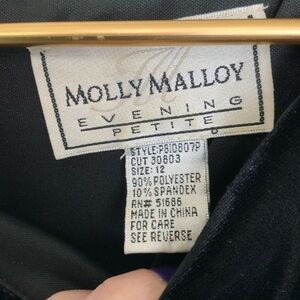 MOLLY MALLOY
EVENING
PETITE
STYLE:PSI0807P
CUT 30803
SIZE: 12
90% POLYESTER
10% SPANDEX
RN# 51686
MADE IN CHINA
FOR CARE
SEE REVERSE